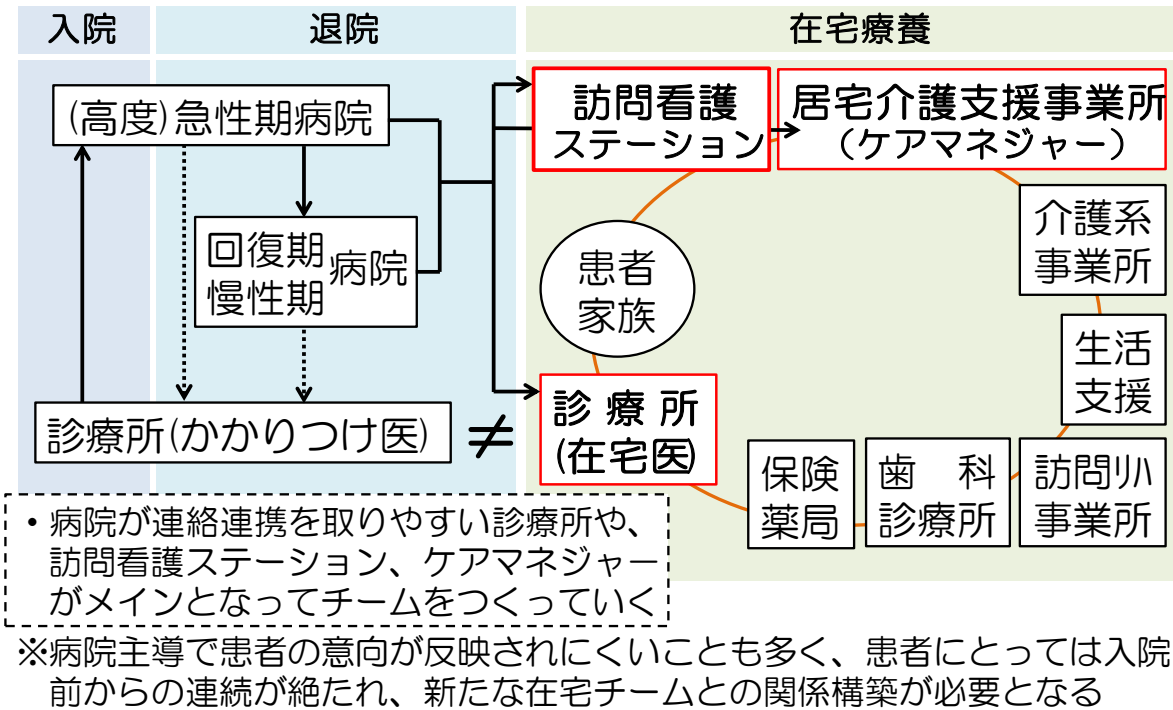 入院
退院
在宅療養
(高度)急性期病院
回復期
慢性期
病院
診療所(かかりつけ医)
≠
訪問看護
ステーション
居宅介護支援事業所
(ケアマネジャー)
患者
家族
診療所
(在宅医)
介護系
事業所
生活
支援
訪問リハ
事業所
歯科
診療所
保険
薬局
・病院が連絡連携を取りやすい診療所や、
訪問看護ステーション、ケアマネジャー
がメインとなってチームをつくっていく
※病院主導で患者の意向が反映されにくいことも多く、患者にとっては入院
前からの連続が絶たれ、新たな在宅チームとの関係構築が必要となる